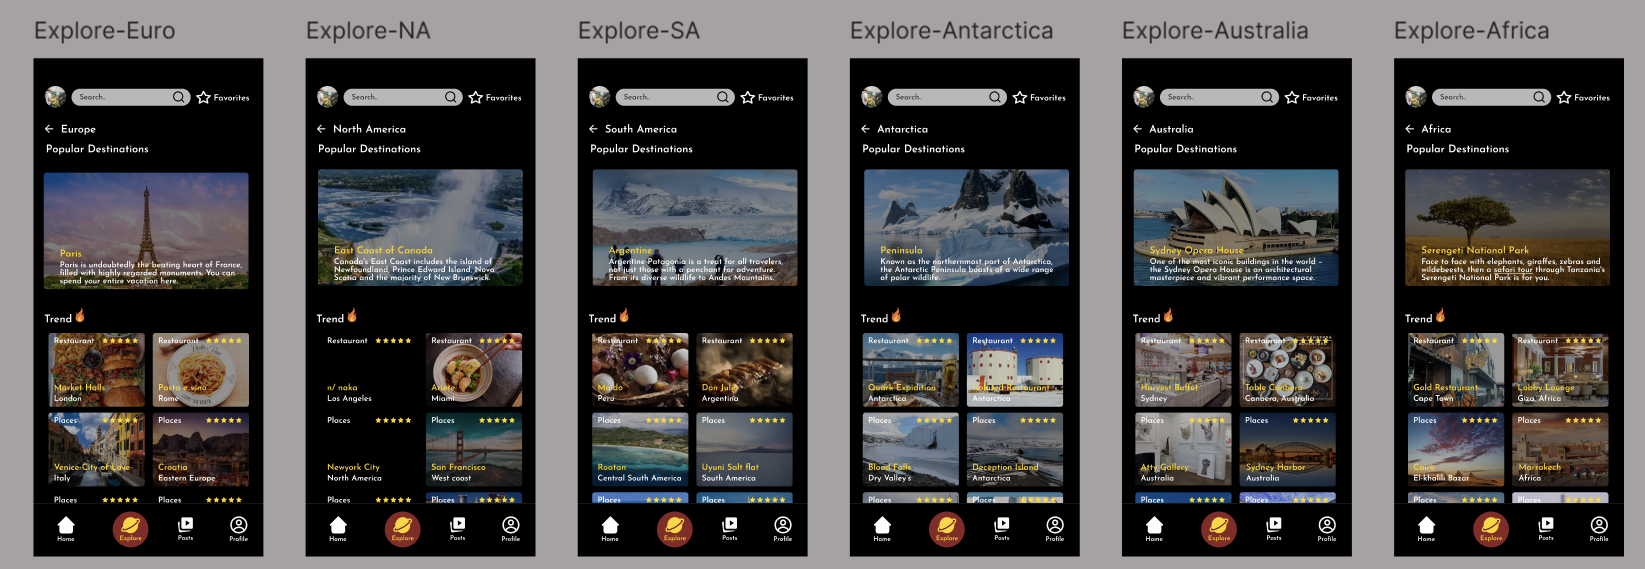 Explore-Euro
Search..
Favorites
Europe
Popular Destinations
Paris
Paris is undoubtedly the beating heart of France,
filled with highly regarded monuments. You can
spend your entire vacation here.
Trend
Restaurant
Market Halls
London
Restaurant
Pasta e vino
Rome
Places
Venice-City of Love
Italy
Places
Croatia
Eastern Europe
Places
Places
Home
Explore
Posts
Profile
Explore-NA
Search..
Favorites
North America
Popular Destinations
East Coast of Canada
Canada's East Coast includes the island of
Newfoundland, Prince Edward Island, Nova
Scotia and the majority of New Brunswick.
Trend
Restaurant
n/ naka
Los Angeles
Restaurant
Ariete
Miami
Places
Newyork City
North America
Places
San Francisco
West coast
Places
Places
Home
Explore
Posts
Profile
Explore-SA
Search..
Favorites
South America
Popular Destinations
Argentine
Argentine Patagonia is a treat for all travelers,
not just those with a penchant for adventure.
From its diverse wildlife to Andes Mountains.
Trend
Restaurant
Maido
Peru
Restaurant
Don Julio
Argentina
Places
Roatan
Central South America
Places
Uyuni Salt flat
South America
Places
Places
Home
Explore
Posts
Profile
Explore-Antarctica
Search..
Favorites
Antarctica
Popular Destinations
Peninsula
Known as the northernmost part of Antarctica,
the Antarctic Peninsula boasts of a wide range
of polar wildlife.
Trend
Restaurant
Quark Expidition
Antarctica
Restaurant
Restaurant
Antarctica
Places
Blood Falls
Dry Valley's
Places
Deception Island
Antarctica
Places
Places
Home
Explore
Posts
Profile
Explore-Australia
Search..
Favorites
Australia
Popular Destinations
Sydney Opera House
One of the most iconic buildings in the world –
the Sydney Opera House is an architectural
masterpiece and vibrant performance space.
Trend
Restaurant
Harvest Buffet
Sydney
Restaurant
Table Canbera
Canbera, Australia
Places
Atty Gallery
Australia
Places
Sydney Harbor
Australia
Places
Places
Home
Explore
Posts
Profile
Explore-Africa
Search..
Favorites
Africa
Popular Destinations
Serengeti National Park
Face to face with elephants, giraffes, zebras and
wildebeests, then a safari tour through Tanzania's
Serengeti National Park is for you.
Trend
Restaurant
Gold Restaurant
Cape Town
Restaurant
Lobby Lounge
Giza, Africa
Places
Cairo
El-khalili Bazar
Places
Marrakech
Africa
Places
Places
Home
Explore
Posts
Profile